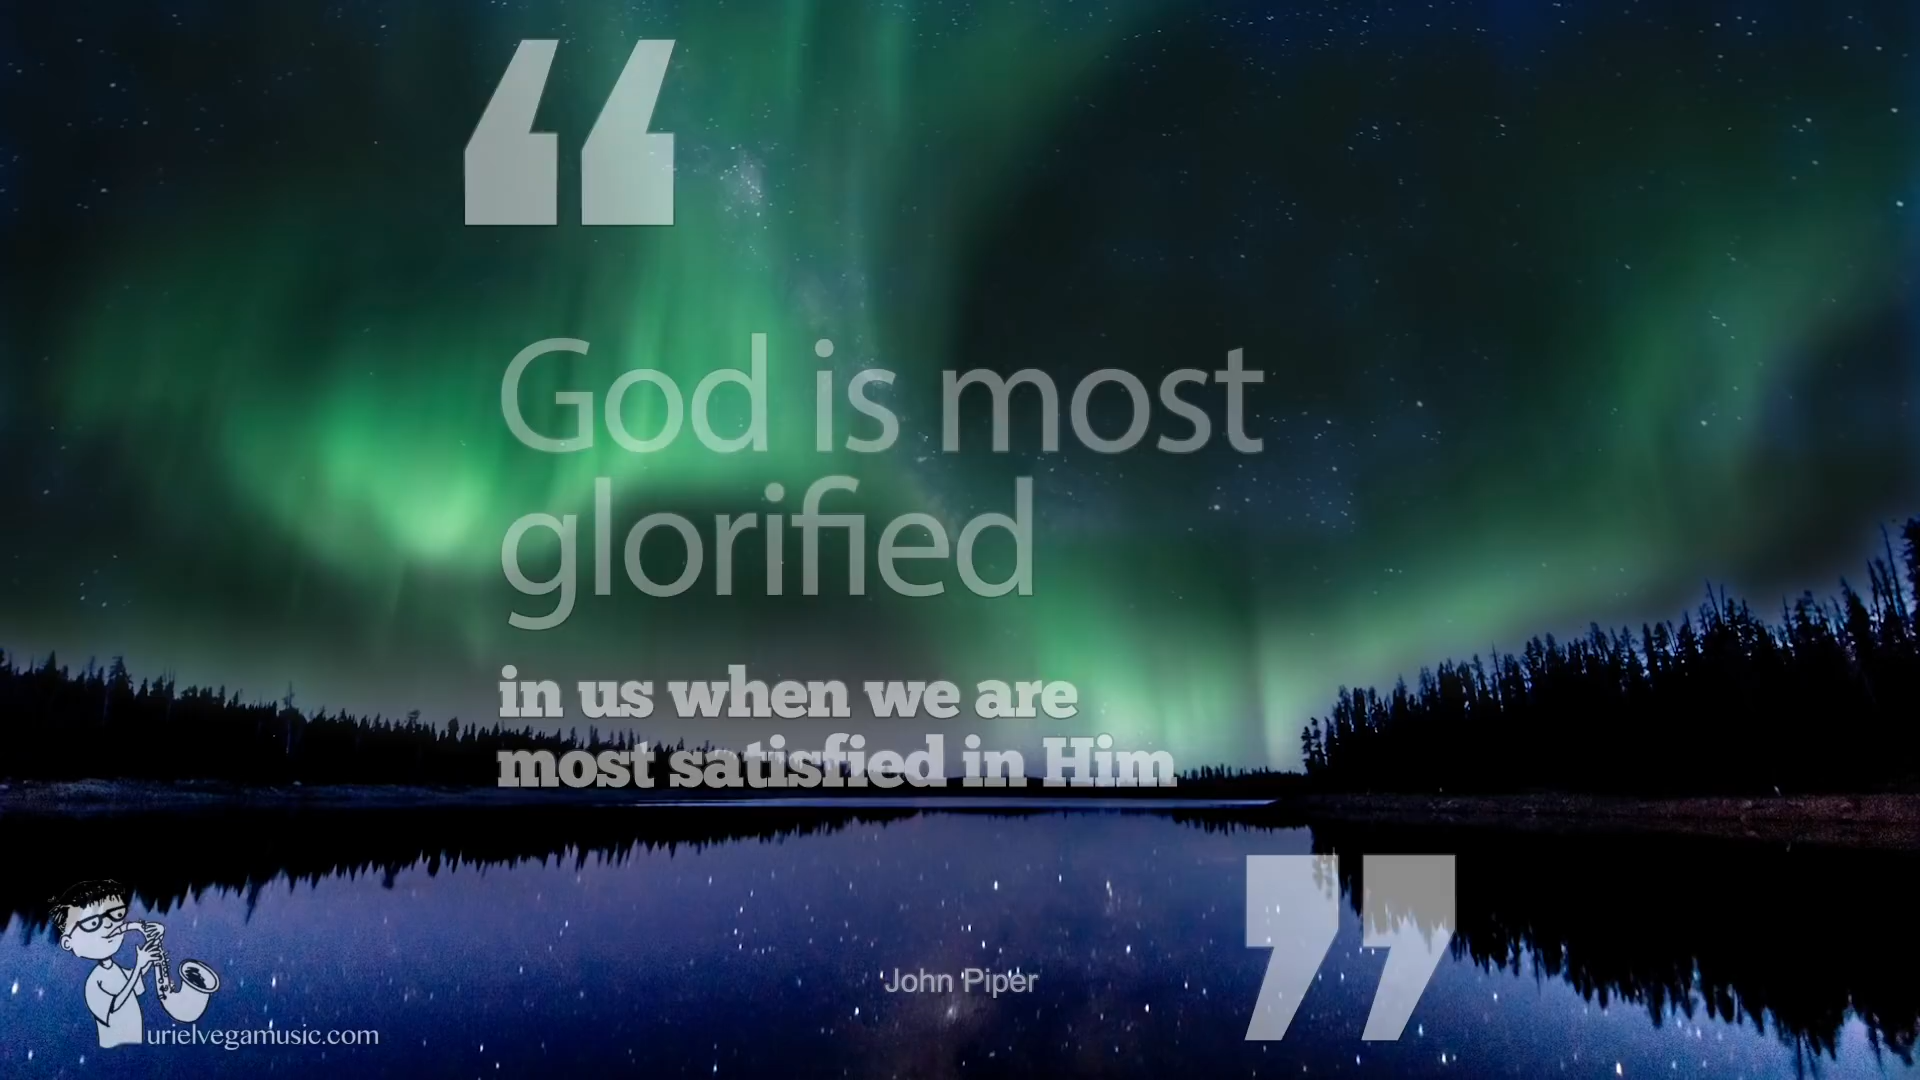 “
God is most
glorified
in us when we are
most satisfied in Him
”
John Piper
urielvegamusic.com